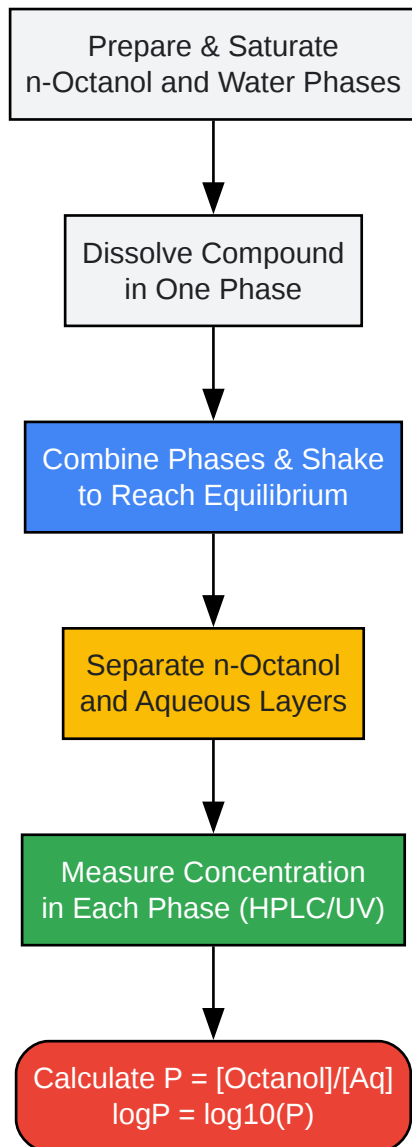 Prepare & Saturate
n-Octanol and Water Phases
Dissolve Compound
in One Phase
Combine Phases & Shake
to Reach Equilibrium
Separate n-Octanol
and Aqueous Layers
Measure Concentration
in Each Phase (HPLC/UV)
Calculate P = [Octanol]/[Aq]
logP = log10(P)